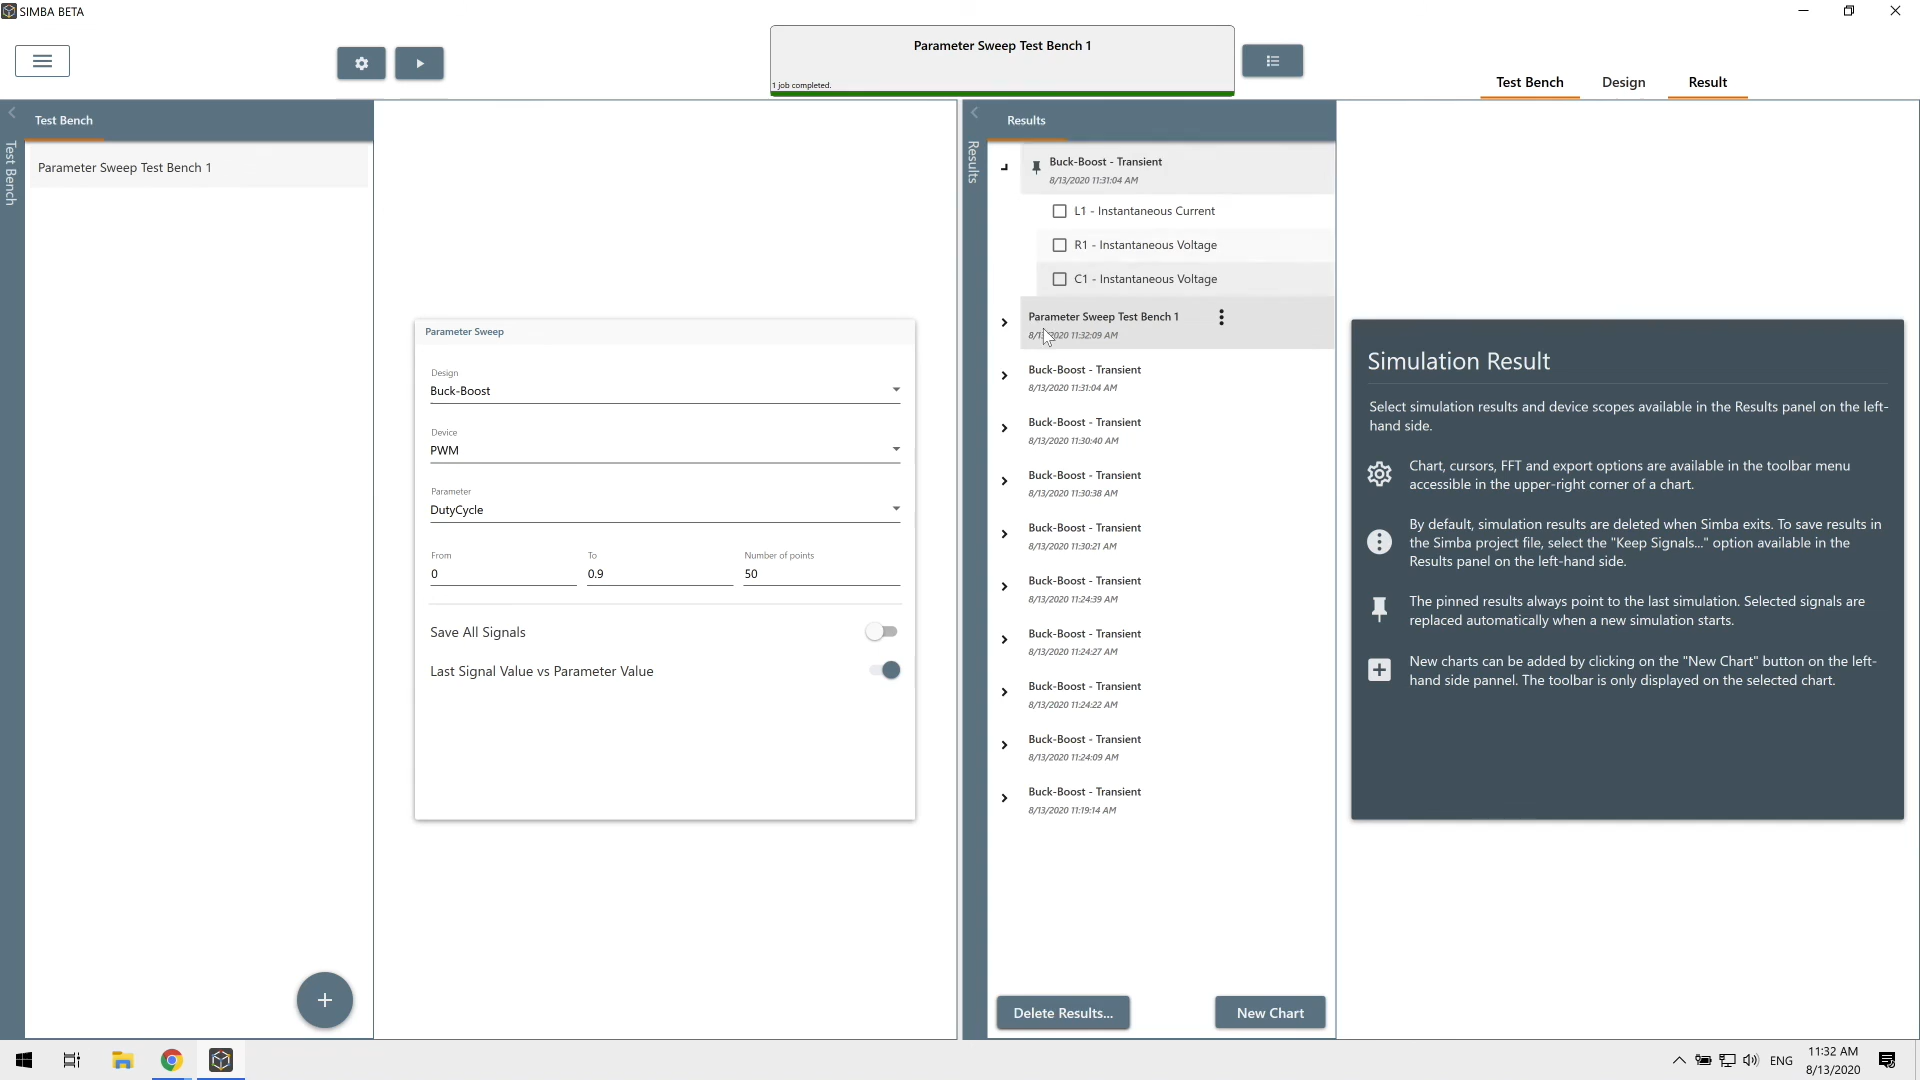 SIMBA BETA
Parameter Sweep Test Bench 1
1 job completed.
Test Bench
Design
Result
Test Bench
Test Bench
Parameter Sweep Test Bench 1
Parameter Sweep
Design
Buck-Boost
Device
PWM
Parameter
DutyCycle
From
To
Number of points
0
0.9
50
Save All Signals
Last Signal Value vs Parameter Value
Results
Results
Buck-Boost - Transient
8/13/2020 11:31:04 AM
L1 - Instantaneous Current
R1 - Instantaneous Voltage
C1 - Instantaneous Voltage
Parameter Sweep Test Bench 1
11:32:09 AM
Buck-Boost - Transient
8/13/2020 11:31:04 AM
Buck-Boost - Transient
8/13/2020 11:30:40 AM
Buck-Boost - Transient
8/13/2020 11:30:38 AM
Buck-Boost - Transient
8/13/2020 11:30:21 AM
Buck-Boost - Transient
8/13/2020 11:24:39 AM
Buck-Boost - Transient
8/13/2020 11:24:27 AM
Buck-Boost - Transient
8/13/2020 11:24:22 AM
Buck-Boost - Transient
8/13/2020 11:24:09 AM
Buck-Boost - Transient
8/13/2020 11:19:14 AM
Delete Results...
New Chart
Simulation Result
Select simulation results and device scopes available in the Results panel on the left-
hand side.
Chart, cursors, FFT and export options are available in the toolbar menu
accessible in the upper-right corner of a chart.
By default, simulation results are deleted when Simba exits. To save results in
the Simba project file, select the "Keep Signals..." option available in the
Results panel on the left-hand side.
The pinned results always point to the last simulation. Selected signals are
replaced automatically when a new simulation starts.
New charts can be added by clicking on the "New Chart" button on the left-
hand side pannel. The toolbar is only displayed on the selected chart.
ENG
11:32 AM
8/13/2020